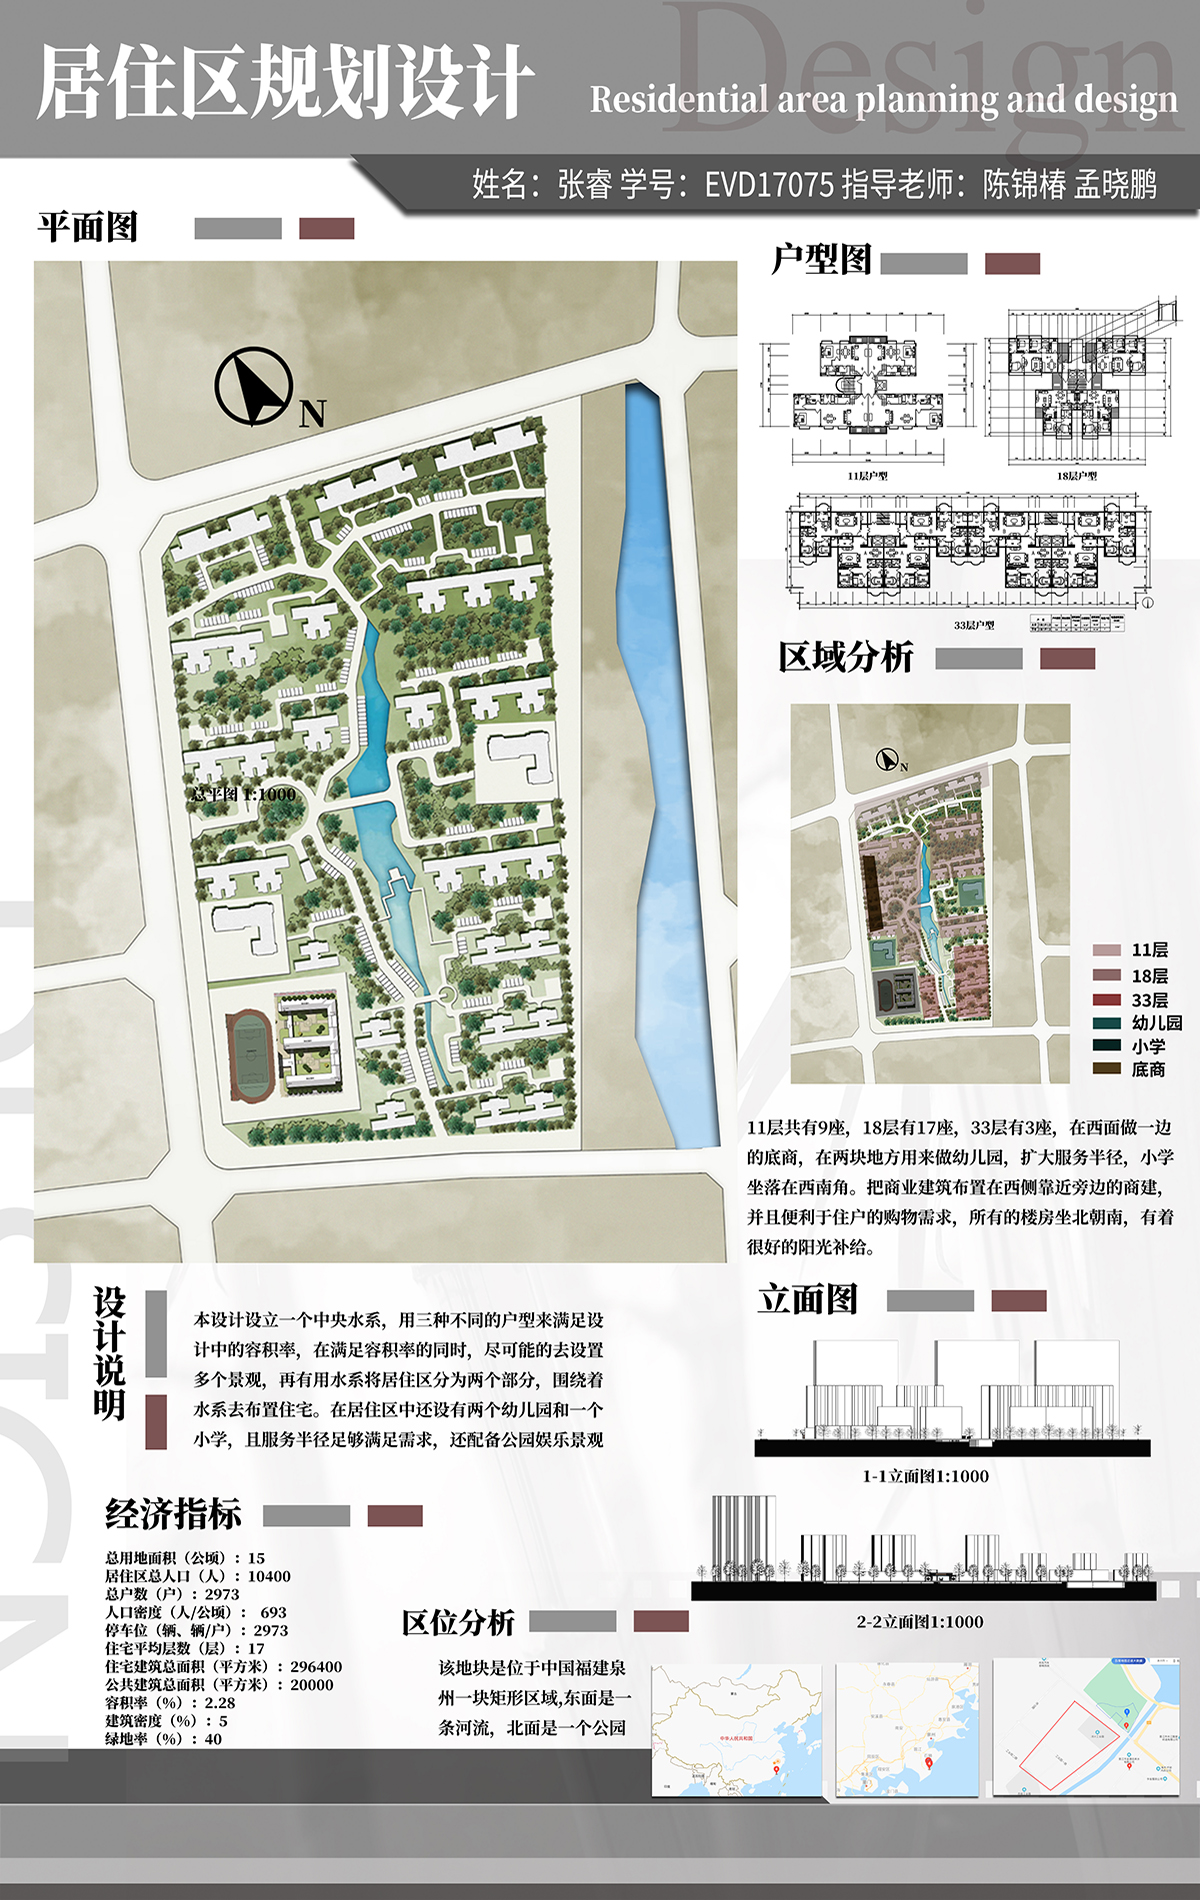 Design
居住区规划设计
Residential area planning and design
姓名：张睿 学号：EVD17075 指导老师：陈锦椿 孟晓鹏
平面图
N
总平图 1:1000
户型图
11层户型
18层户型
33层户型
区域分析
N
11层
18层
33层
幼儿园
小学
底商
11层共有9座，18层有17座，33层有3座，在西面做一边
的底商，在两块地方用来做幼儿园，扩大服务半径，小学
坐落在西南角。把商业建筑布置在西侧靠近旁边的商建，
并且便利于住户的购物需求，所有的楼房坐北朝南，有着
很好的阳光补给。
设计说明
本设计设立一个中央水系，用三种不同的户型来满足设
计中的容积率，在满足容积率的同时，尽可能的去设置
多个景观，再有用水系将居住区分为两个部分，围绕着
水系去布置住宅。在居住区中还设有两个幼儿园和一个
小学，且服务半径足够满足需求，还配备公园娱乐景观
立面图
1-1立面图1:1000
2-2立面图1:1000
经济指标
总用地面积（公顷）：15
居住区总人口（人）：10400
总户数（户）：2973
人口密度（人/公顷）： 693
停车位（辆、辆/户）：2973
住宅平均层数（层）：17
住宅建筑总面积（平方米）：296400
公共建筑总面积（平方米）：20000
容积率（%）：2.28
建筑密度（%）：5
绿地率（%）：40
区位分析
该地块是位于中国福建泉
州一块矩形区域,东面是一
条河流，北面是一个公园
中华人民共和国